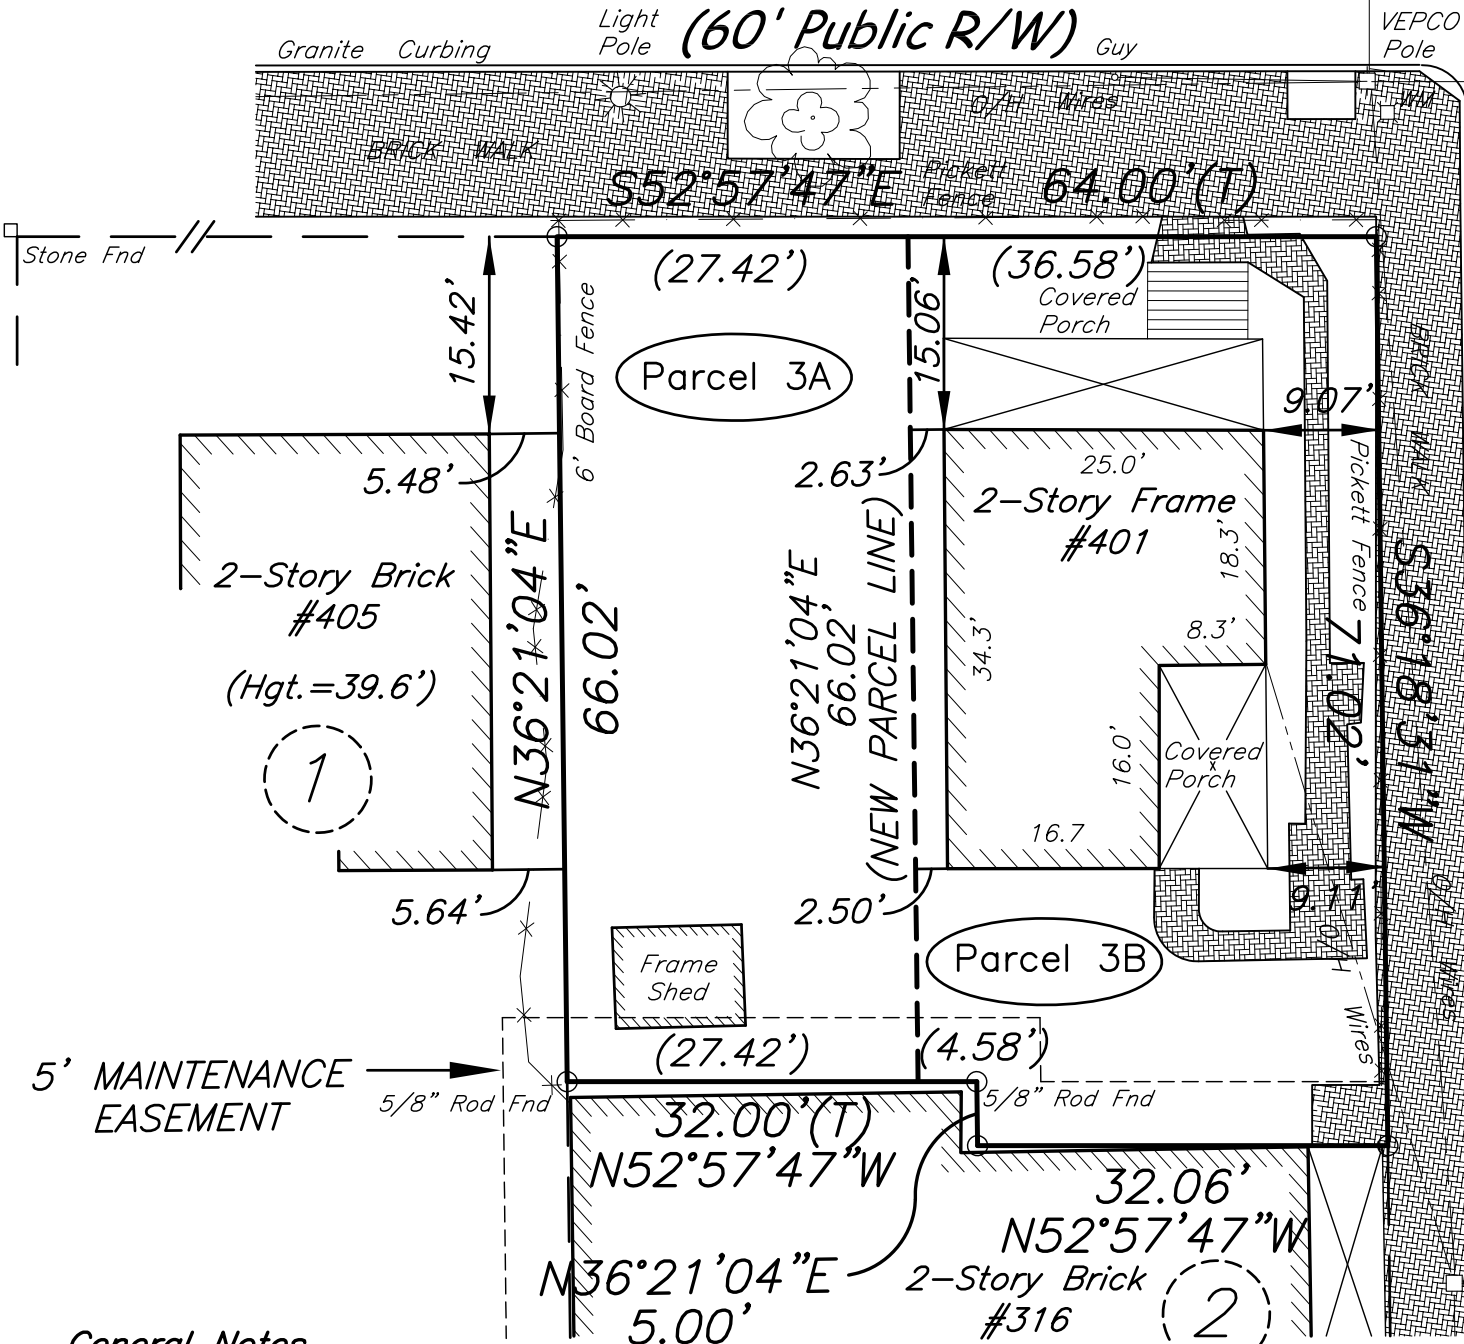 Light
Pole
(60' Public R/W)
Guy
VEPCO
Pole
Granite Curbing
O/H Wires
WM
BRICK WALK
S52°57'47"E
Pickett
Fence
64.00'(T)
Stone Fnd
(27.42')
(36.58')
15.42'
6' Board Fence
15.06'
Covered
Porch
Parcel 3A
9.07'
BRICK WALK
5.48'
2.63'
25.0'
Pickett Fence
2-Story Frame
#401
18.3'
2-Story Brick
#405
(Hgt.=39.6')
1
N36°21'04"E
66.02'
N36°21'04"E
66.02'
(NEW PARCEL LINE)
34.3'
8.3'
71.02'
S36°18'31"W
16.0'
Covered
Porch
16.7
5.64'
2.50'
9.11'
O/H Wires
O/H Wires
Parcel 3B
Frame
Shed
(27.42')
(4.58')
5' MAINTENANCE
EASEMENT
5/8" Rod Fnd
5/8" Rod Fnd
32.00'(T)
N52°57'47"W
32.06'
N52°57'47"W
N36°21'04"E
5.00'
2-Story Brick
#316
2
General Notes